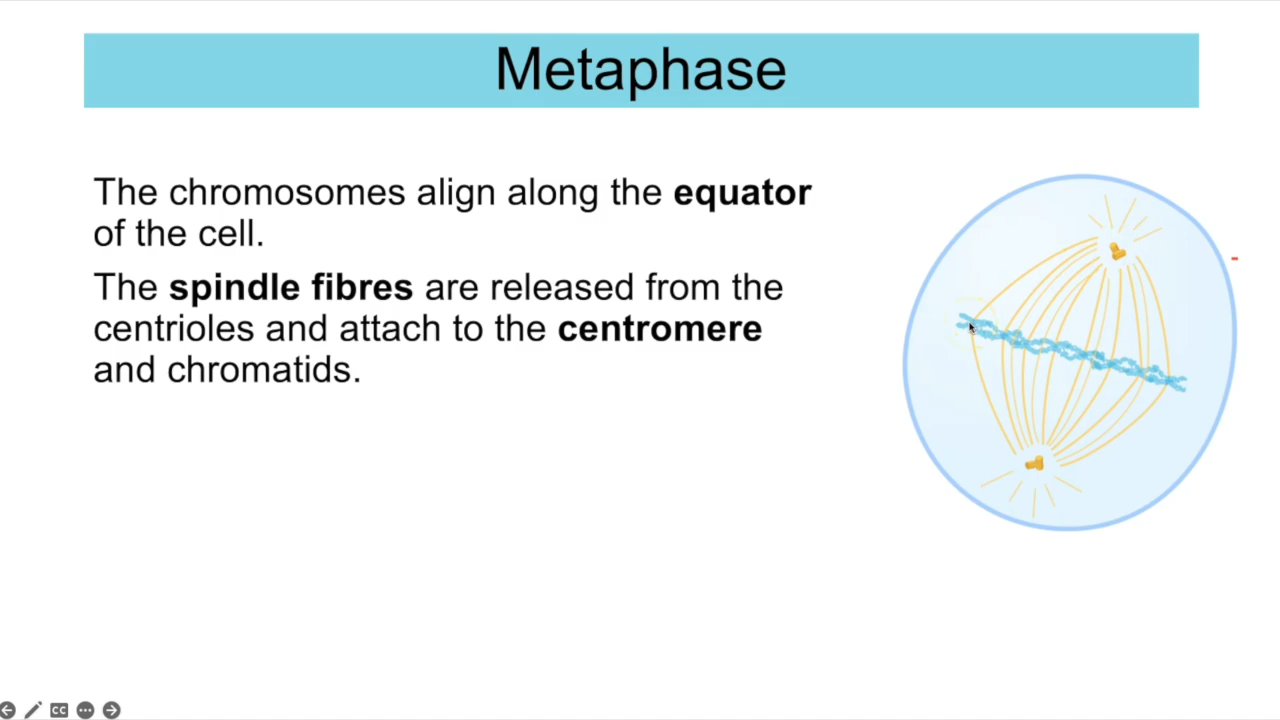 Metaphase
The chromosomes align along the equator
of the cell.
The spindle fibres are released from the
centrioles and attach to the centromere
and chromatids.
CC